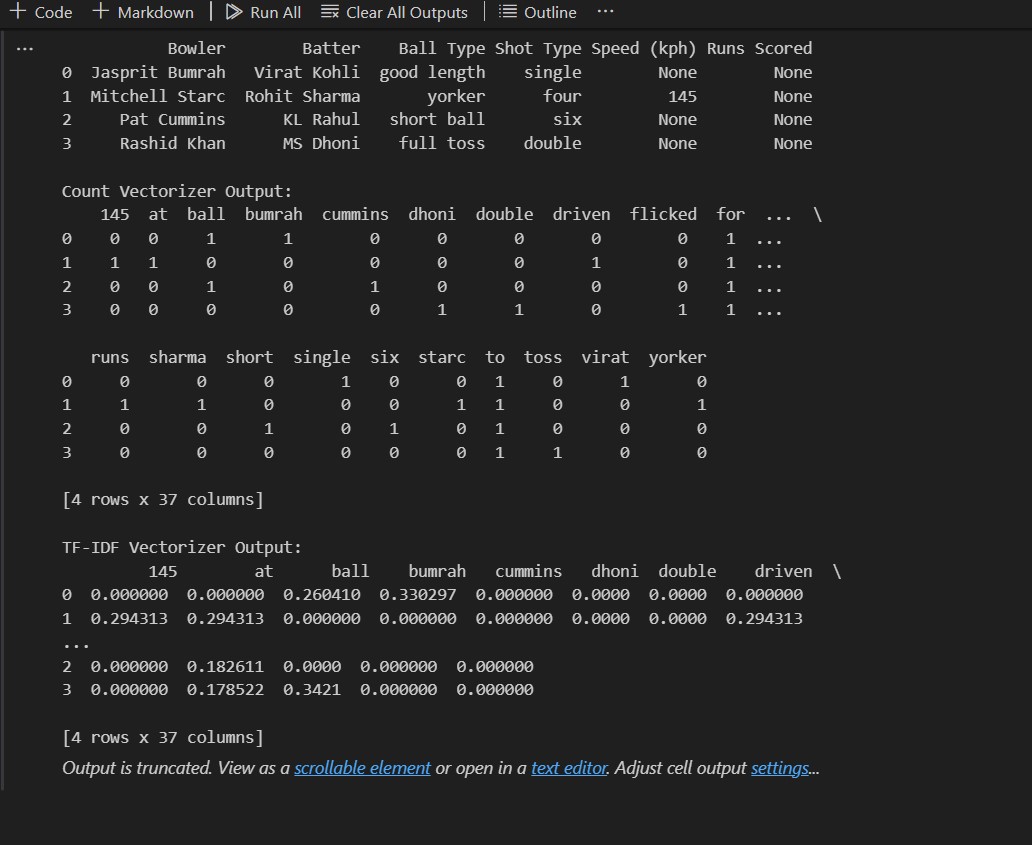 + Code + Markdown | Run All Clear All Outputs | Outline ...
... Bowler Batter Ball Type Shot Type Speed (kph) Runs Scored
0 Jasprit Bumrah Virat Kohli good length single None None
1 Mitchell Starc Rohit Sharma yorker four 145 None
2 Pat Cummins KL Rahul short ball six None None
3 Rashid Khan MS Dhoni full toss double None None
Count Vectorizer Output:
145 at ball bumrah cummins dhoni double driven flicked for ... \
0 0 0 1 1 0 0 0 0 0 1 ...
1 1 1 0 0 0 0 0 1 0 1 ...
2 0 0 1 0 1 0 0 0 0 1 ...
3 0 0 0 0 0 1 1 0 1 1 ...
runs sharma short single six starc to toss virat yorker
0 0 0 0 1 0 0 1 0 1 0
1 1 1 0 0 0 1 1 0 0 1
2 0 0 1 0 1 0 1 0 0 0
3 0 0 0 0 0 0 1 1 0 0
[4 rows x 37 columns]
TF-IDF Vectorizer Output:
145 at ball bumrah cummins dhoni double driven \
0 0.000000 0.000000 0.260410 0.330297 0.000000 0.0000 0.0000 0.000000
1 0.294313 0.294313 0.000000 0.000000 0.000000 0.0000 0.0000 0.294313
...
2 0.000000 0.182611 0.0000 0.000000 0.000000
3 0.000000 0.178522 0.3421 0.000000 0.000000
[4 rows x 37 columns]
Output is truncated. View as a scrollable element or open in a text editor. Adjust cell output settings...